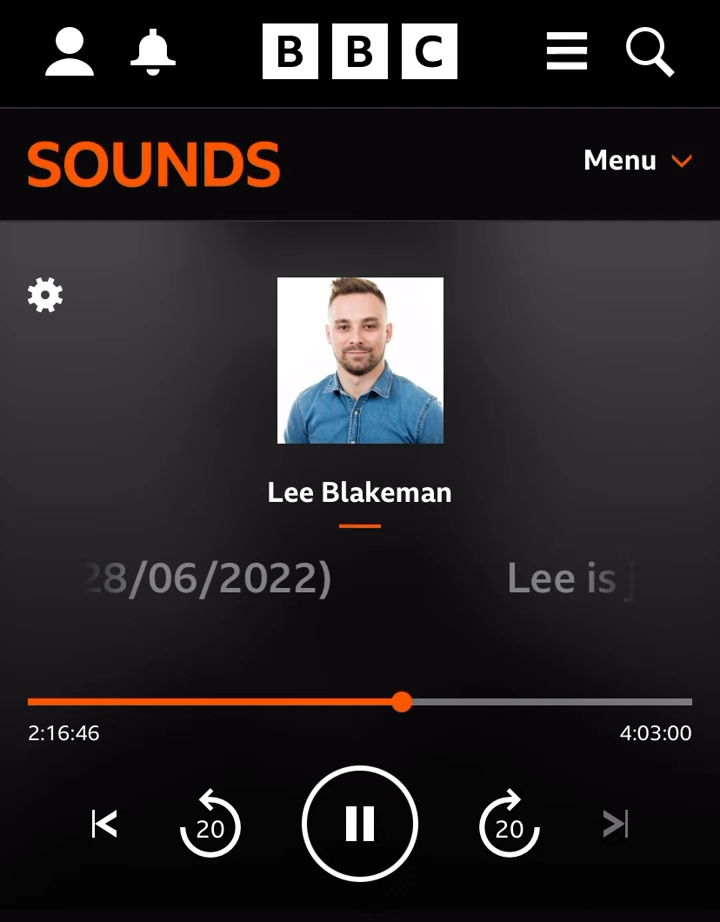 BBC
SOUNDS
Menu
Lee Blakeman
28/06/2022) Lee is
2:16:46
4:03:00
20
20